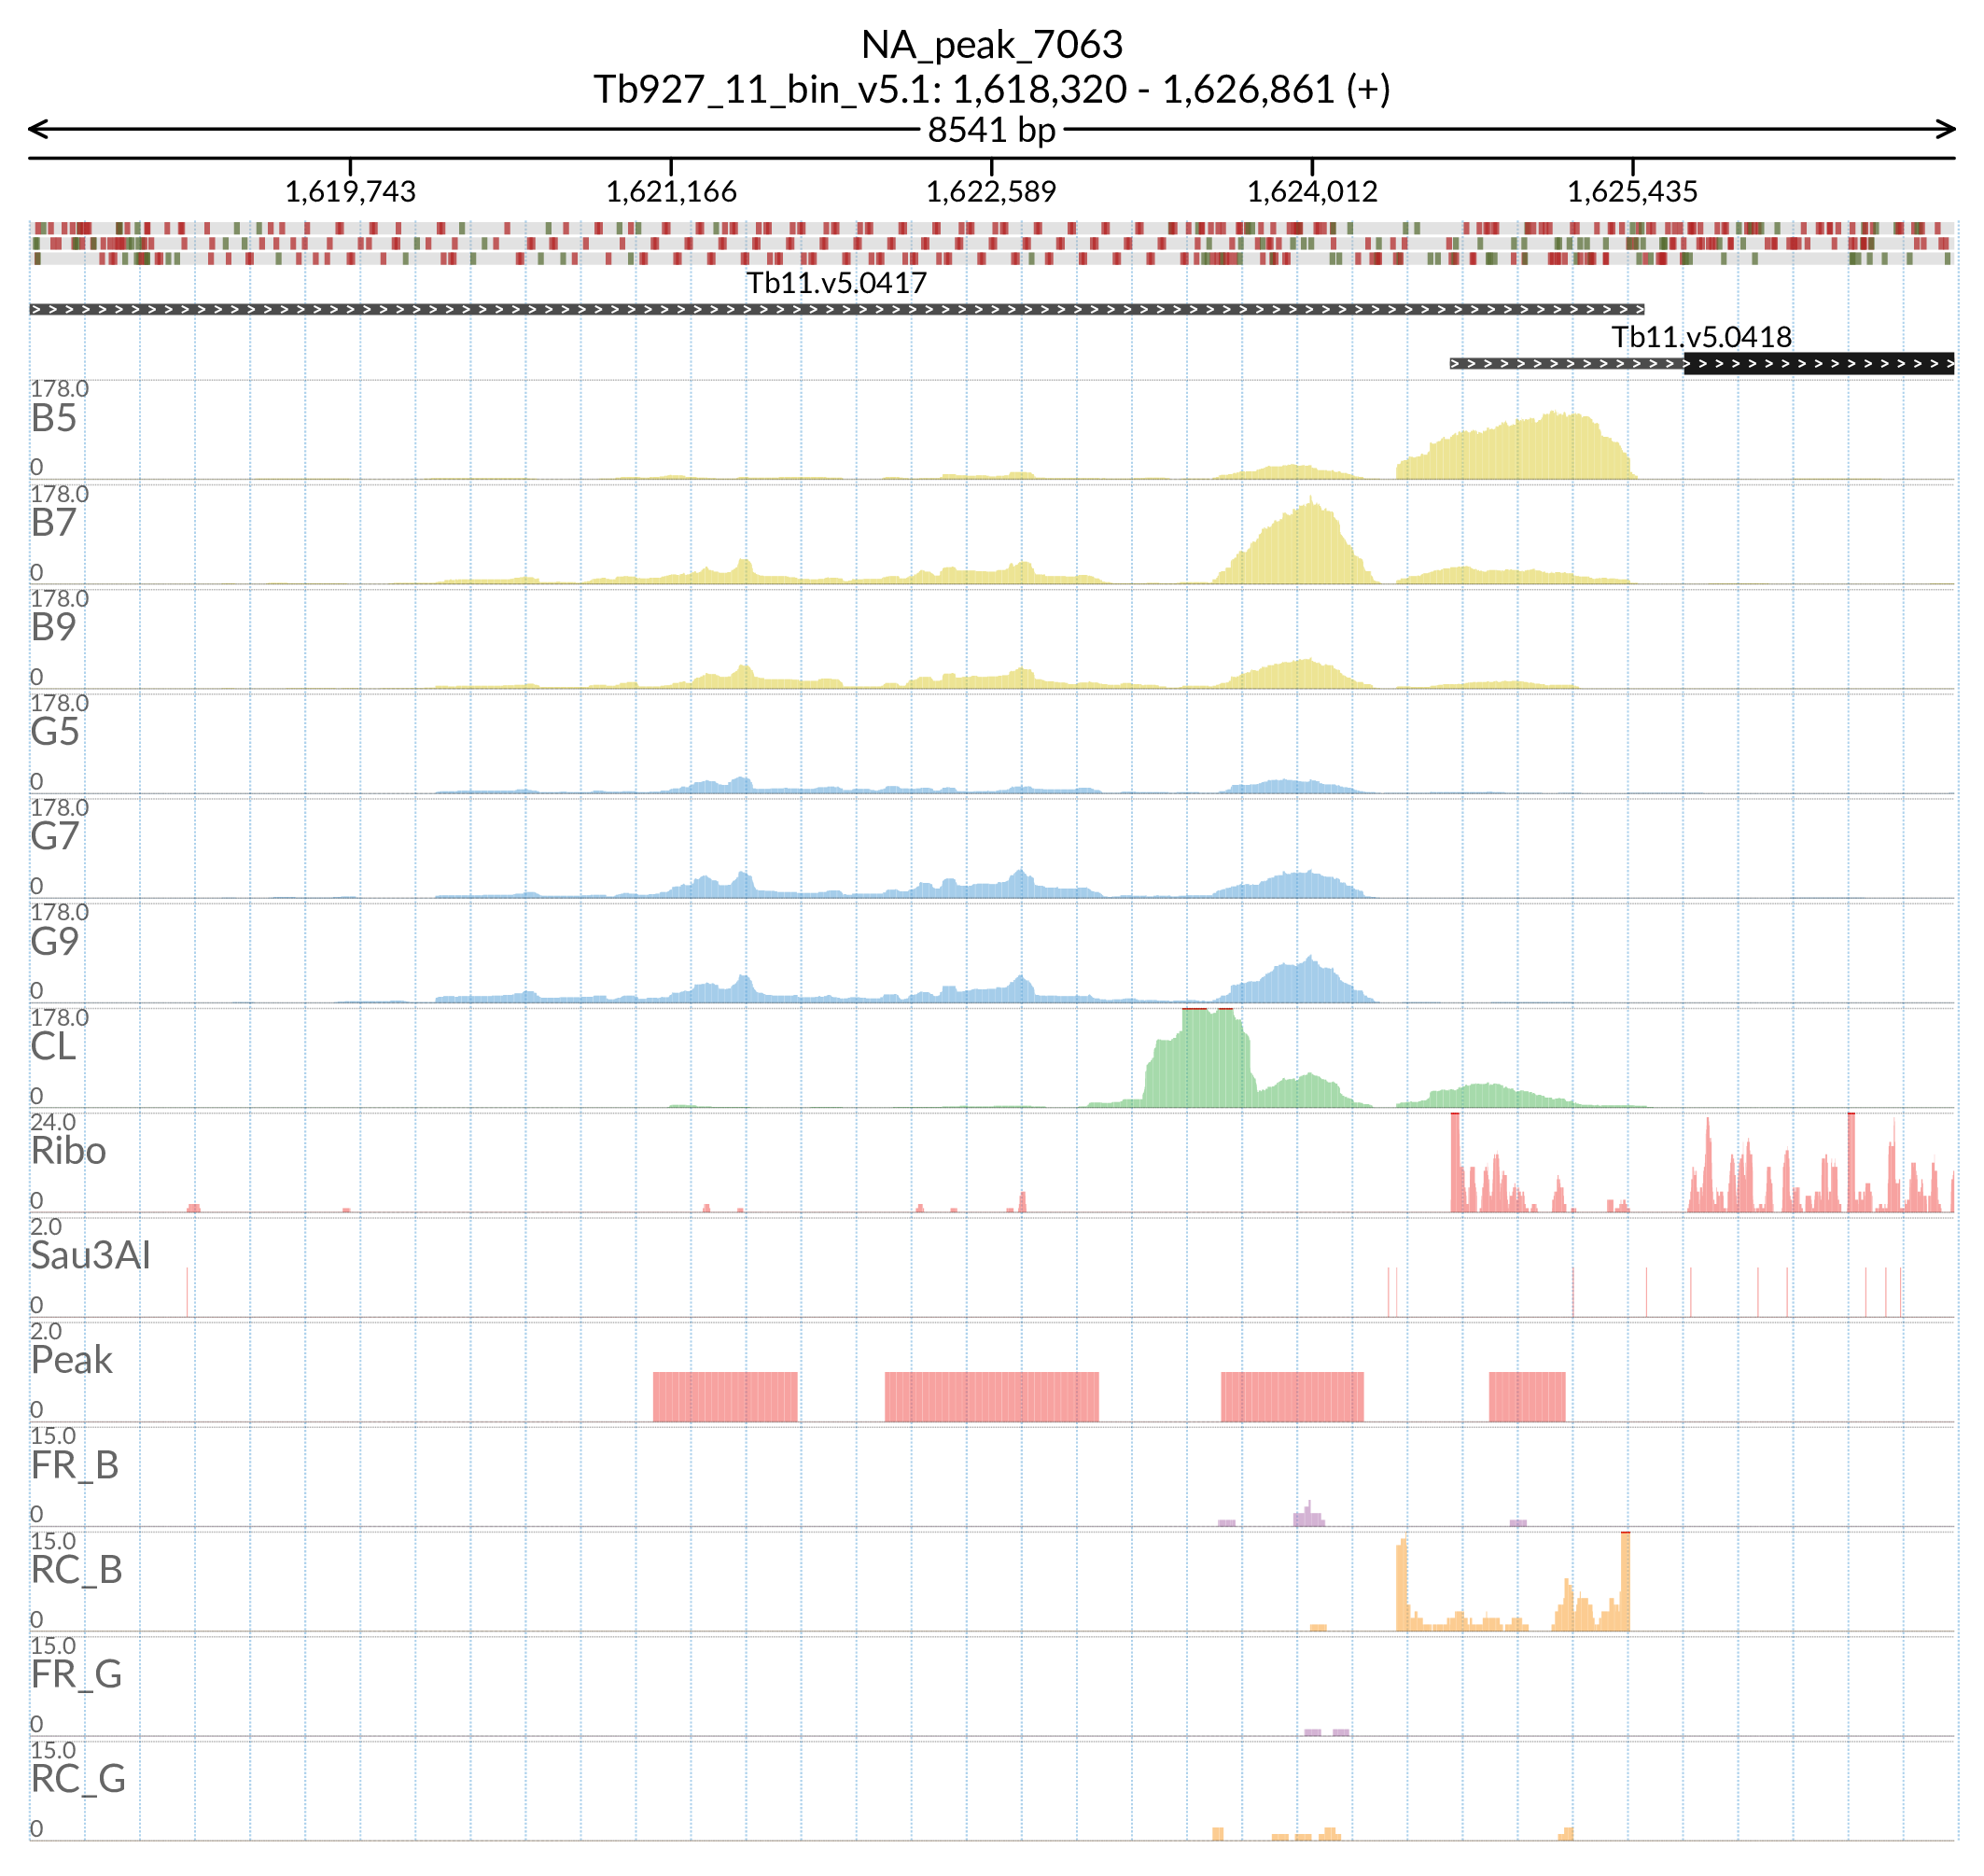 NA_peak_7063
Tb927_11_bin_v5.1: 1,618,320 - 1,626,861 (+)
8541 bp
1,619,743 1,621,166 1,622,589 1,624,012 1,625,435
Tb11.v5.0417
Tb11.v5.0418
178.0
B5
0
178.0
B7
0
178.0
B9
0
178.0
G5
0
178.0
G7
0
178.0
G9
0
178.0
CL
0
24.0
Ribo
0
2.0
Sau3AI
0
2.0
Peak
0
15.0
FR_B
0
15.0
RC_B
0
15.0
FR_G
0
15.0
RC_G
0